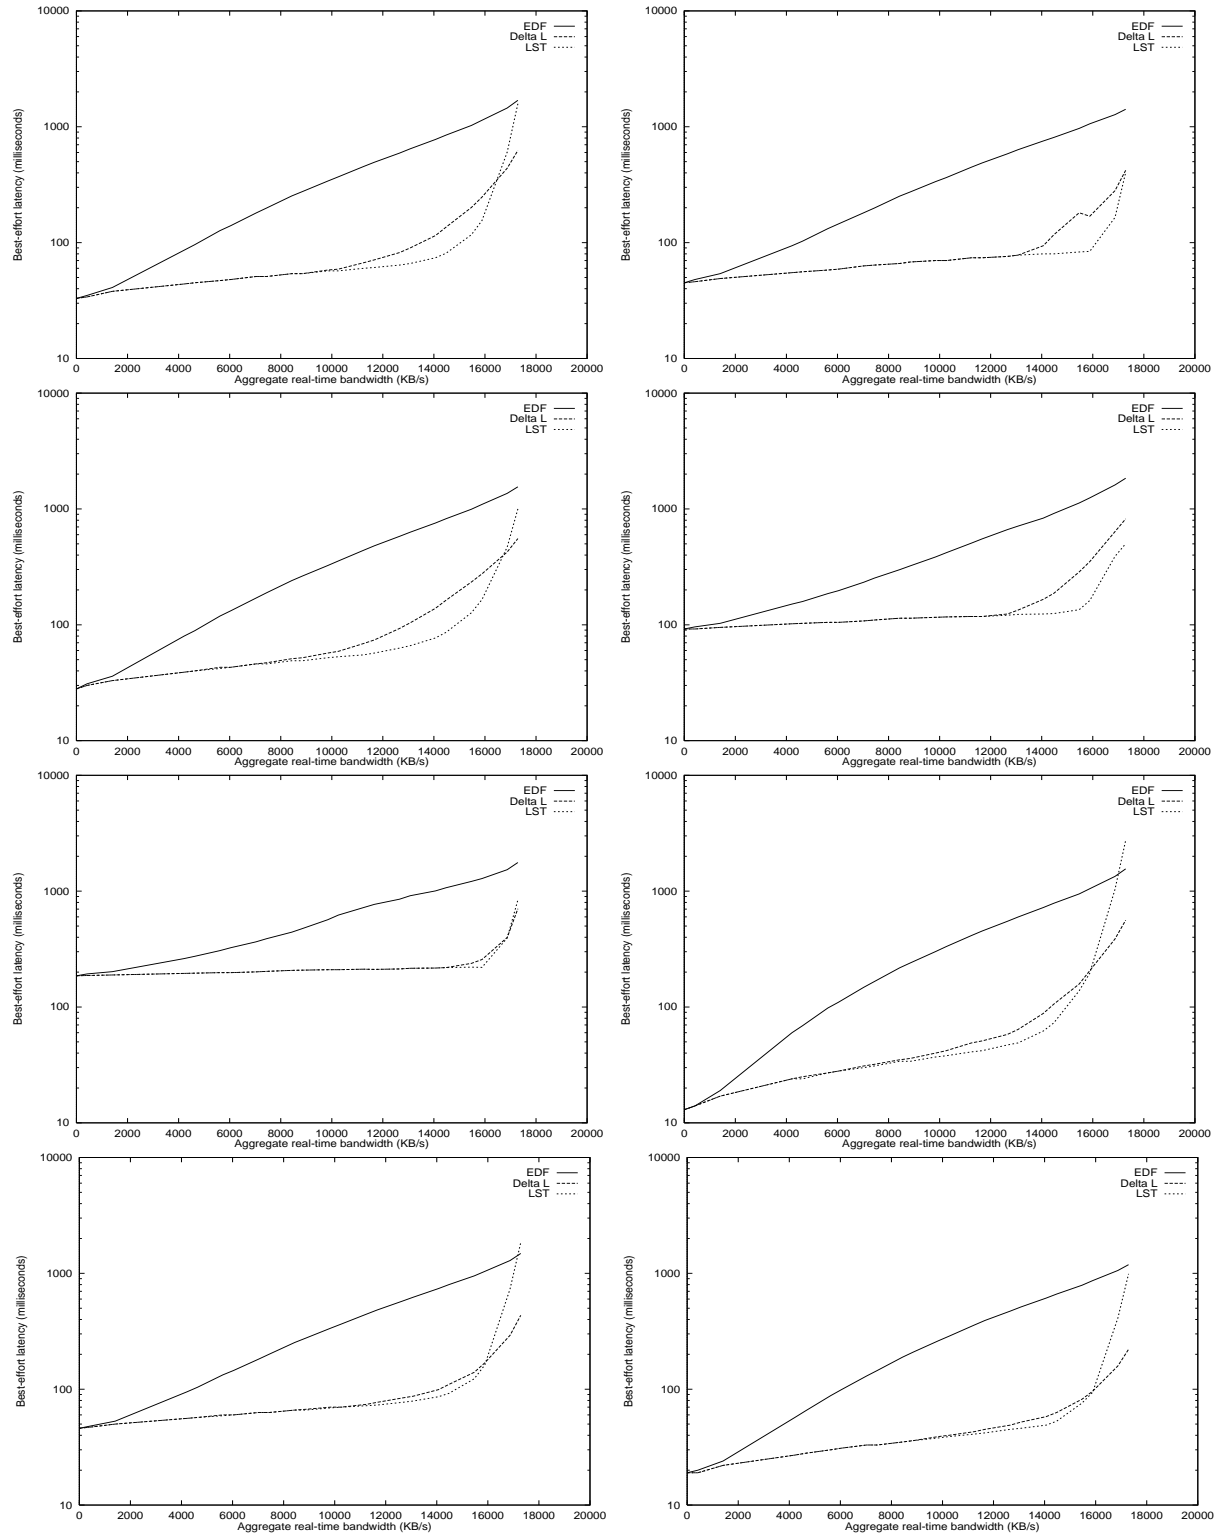 10000
1000
100
10
Best-effort latency (milliseconds)
EDF
Delta L
LST
0 2000 4000 6000 8000 10000 12000 14000 16000 18000 20000
Aggregate real-time bandwidth (KB/s)
10000
1000
100
10
Best-effort latency (milliseconds)
EDF
Delta L
LST
0 2000 4000 6000 8000 10000 12000 14000 16000 18000 20000
Aggregate real-time bandwidth (KB/s)
10000
1000
100
10
Best-effort latency (milliseconds)
EDF
Delta L
LST
0 2000 4000 6000 8000 10000 12000 14000 16000 18000 20000
Aggregate real-time bandwidth (KB/s)
10000
1000
100
10
Best-effort latency (milliseconds)
EDF
Delta L
LST
0 2000 4000 6000 8000 10000 12000 14000 16000 18000 20000
Aggregate real-time bandwidth (KB/s)
10000
1000
100
10
Best-effort latency (milliseconds)
EDF
Delta L
LST
0 2000 4000 6000 8000 10000 12000 14000 16000 18000 20000
Aggregate real-time bandwidth (KB/s)
10000
1000
100
10
Best-effort latency (milliseconds)
EDF
Delta L
LST
0 2000 4000 6000 8000 10000 12000 14000 16000 18000 20000
Aggregate real-time bandwidth (KB/s)
10000
1000
100
10
Best-effort latency (milliseconds)
EDF
Delta L
LST
0 2000 4000 6000 8000 10000 12000 14000 16000 18000 20000
Aggregate real-time bandwidth (KB/s)
10000
1000
100
10
Best-effort latency (milliseconds)
EDF
Delta L
LST
0 2000 4000 6000 8000 10000 12000 14000 16000 18000 20000
Aggregate real-time bandwidth (KB/s)